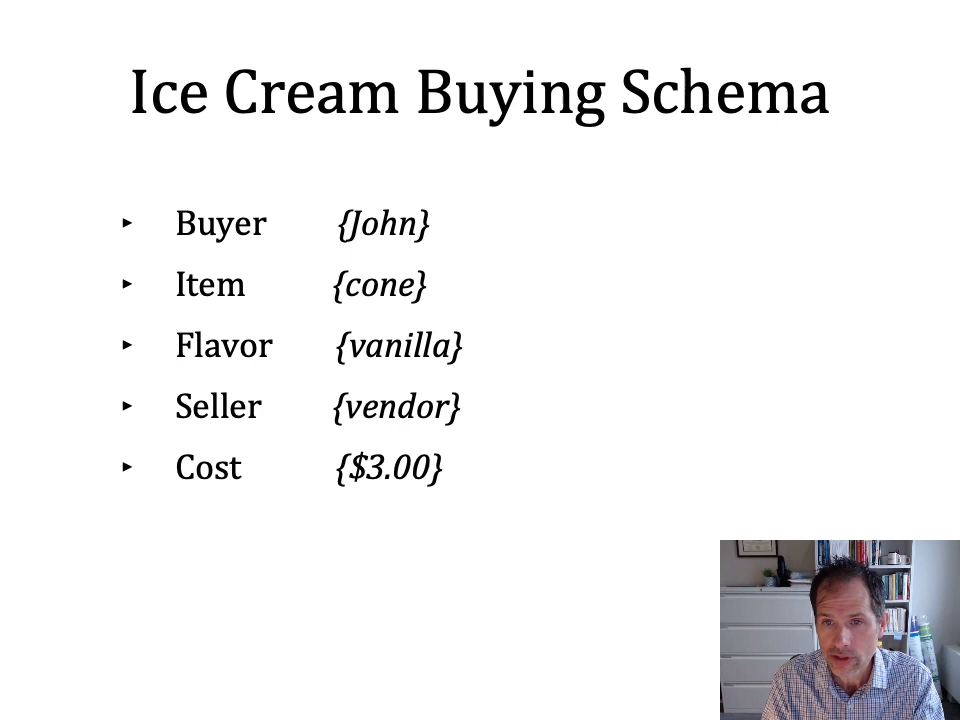 Ice Cream Buying Schema
‣ Buyer {John}
‣ Item {cone}
‣ Flavor {vanilla}
‣ Seller {vendor}
‣ Cost {$3.00}